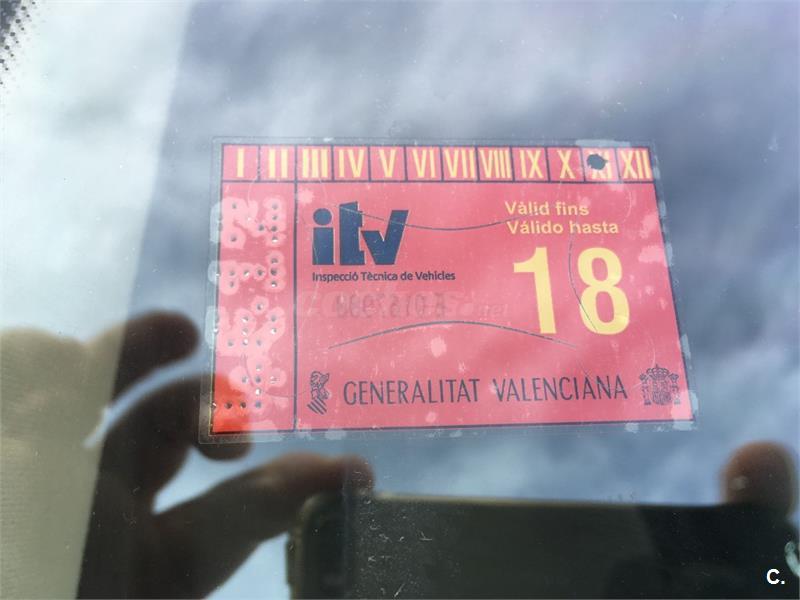 I II III IV V VI VII VIII IX X XI XII
itv
Inspecció Tècnica de Vehicles
Vàlid fins
Válido hasta
18
GENERALITAT VALENCIANA
C.